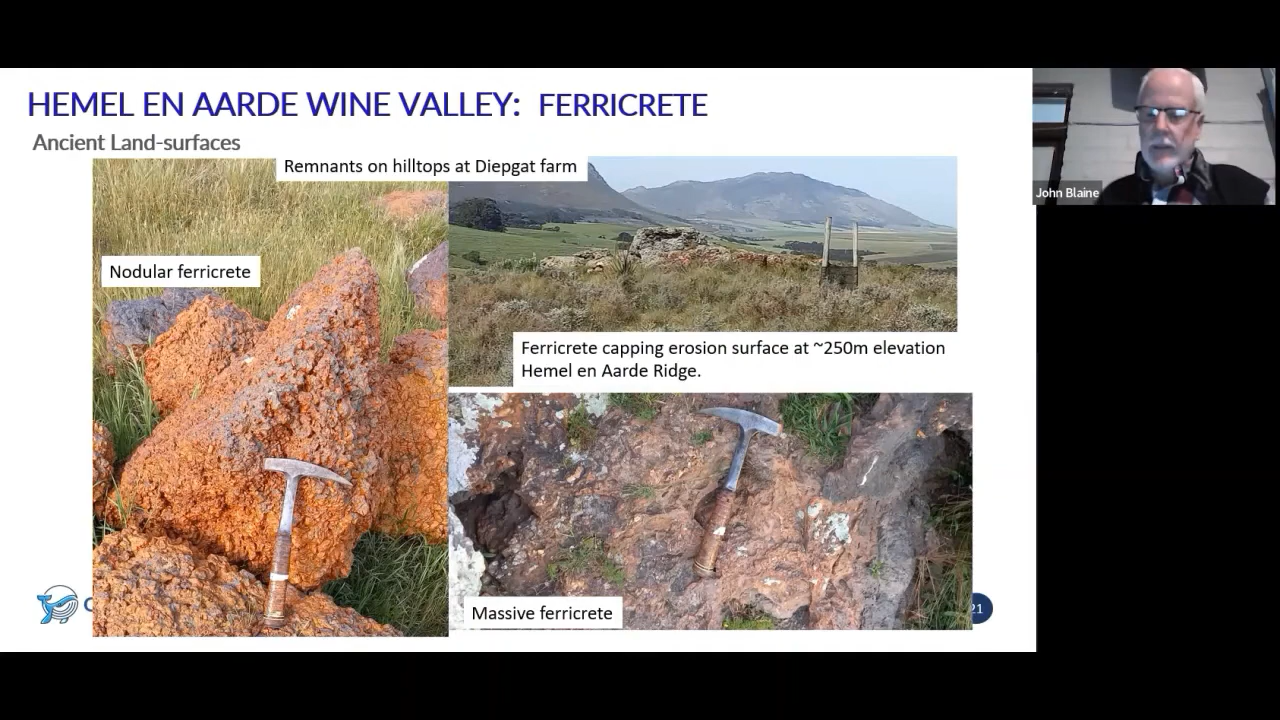 HEMEL EN AARDE WINE VALLEY: FERRICRETE
Ancient Land-surfaces
Remnants on hilltops at Diepgat farm
Nodular ferricrete
Ferricrete capping erosion surface at ~250m elevation
Hemel en Aarde Ridge.
Massive ferricrete
21
John Blaine